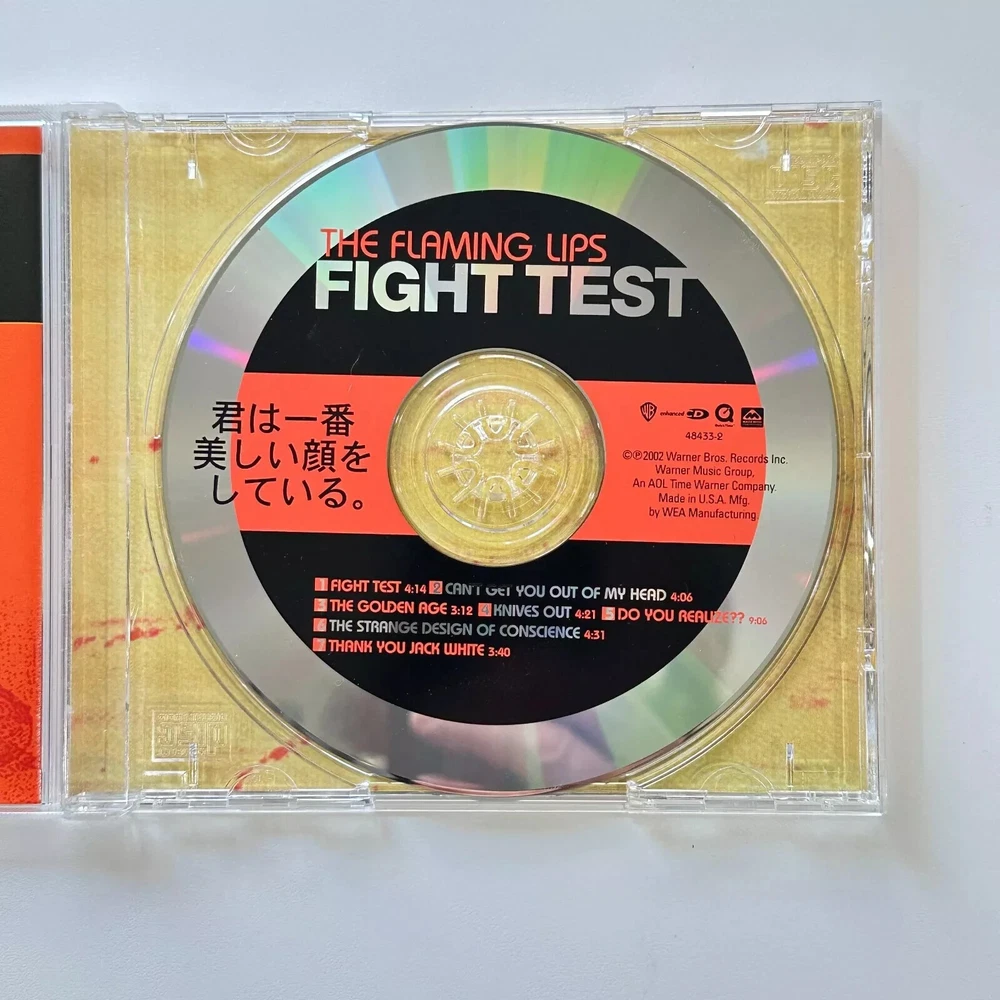 THE FLAMING LIPS
FIGHT TEST
君は一番
美しい顔を
している。
WB enhanced CD
48433-2
©℗2002 Warner Bros. Records Inc.
Warner Music Group,
An AOL Time Warner Company.
Made in U.S.A. Mfg.
by WEA Manufacturing.
1 FIGHT TEST 4:14 2 CAN'T GET YOU OUT OF MY HEAD 4:06
3 THE GOLDEN AGE 3:12 4 KNIVES OUT 4:21 5 DO YOU REALIZE?? 9:06
6 THE STRANGE DESIGN OF CONSCIENCE 4:31
7 THANK YOU JACK WHITE 3:40